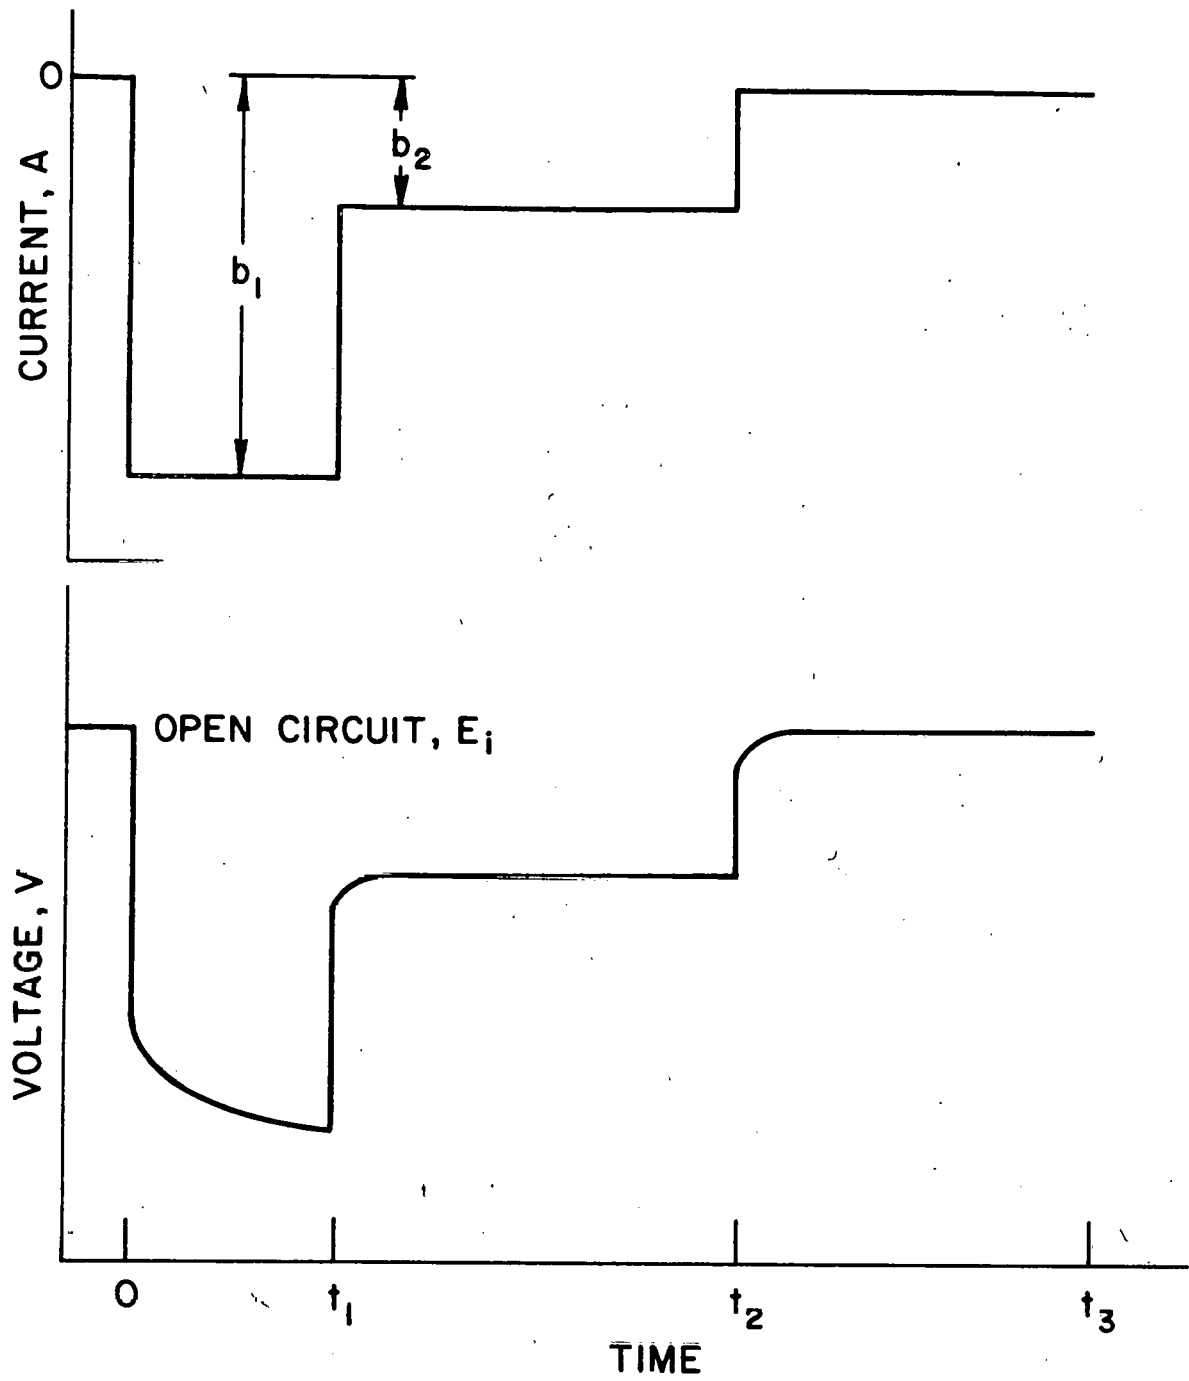 0
CURRENT, A
b₁
b₂
OPEN CIRCUIT, Eᵢ
VOLTAGE, V
0
t₁
t₂
t₃
TIME